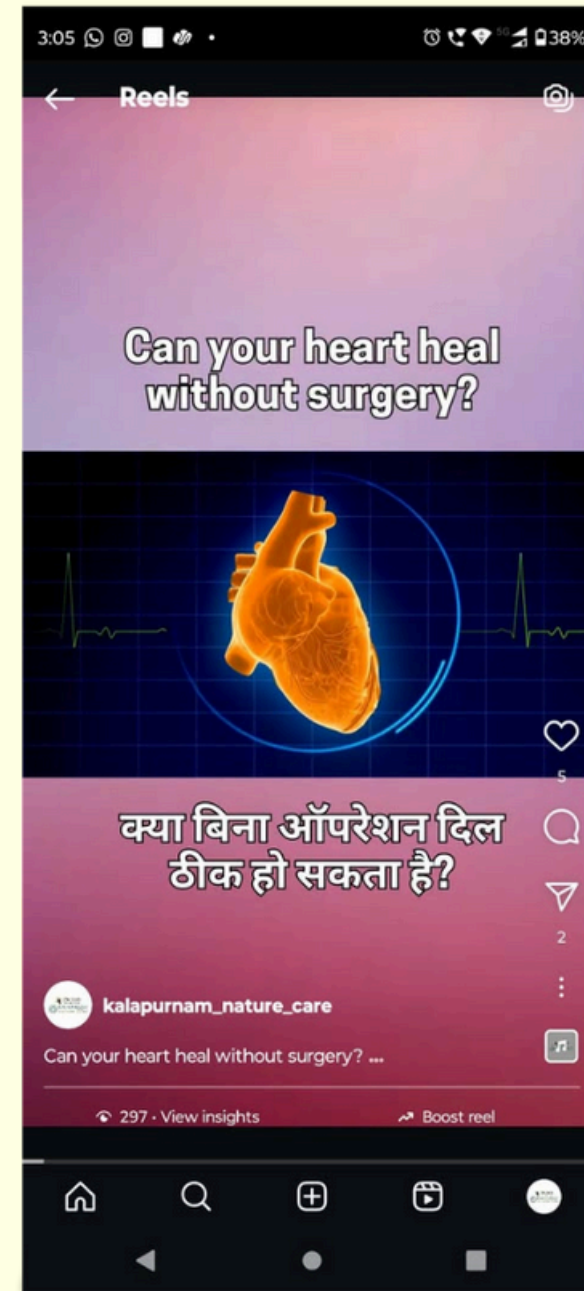 3:05 5G 38%
Reels
Can your heart heal
without surgery?
क्या बिना ऑपरेशन दिल
ठीक हो सकता है?
5
2
kalapurnam_nature_care
Can your heart heal without surgery? ...
297 · View insights
Boost reel